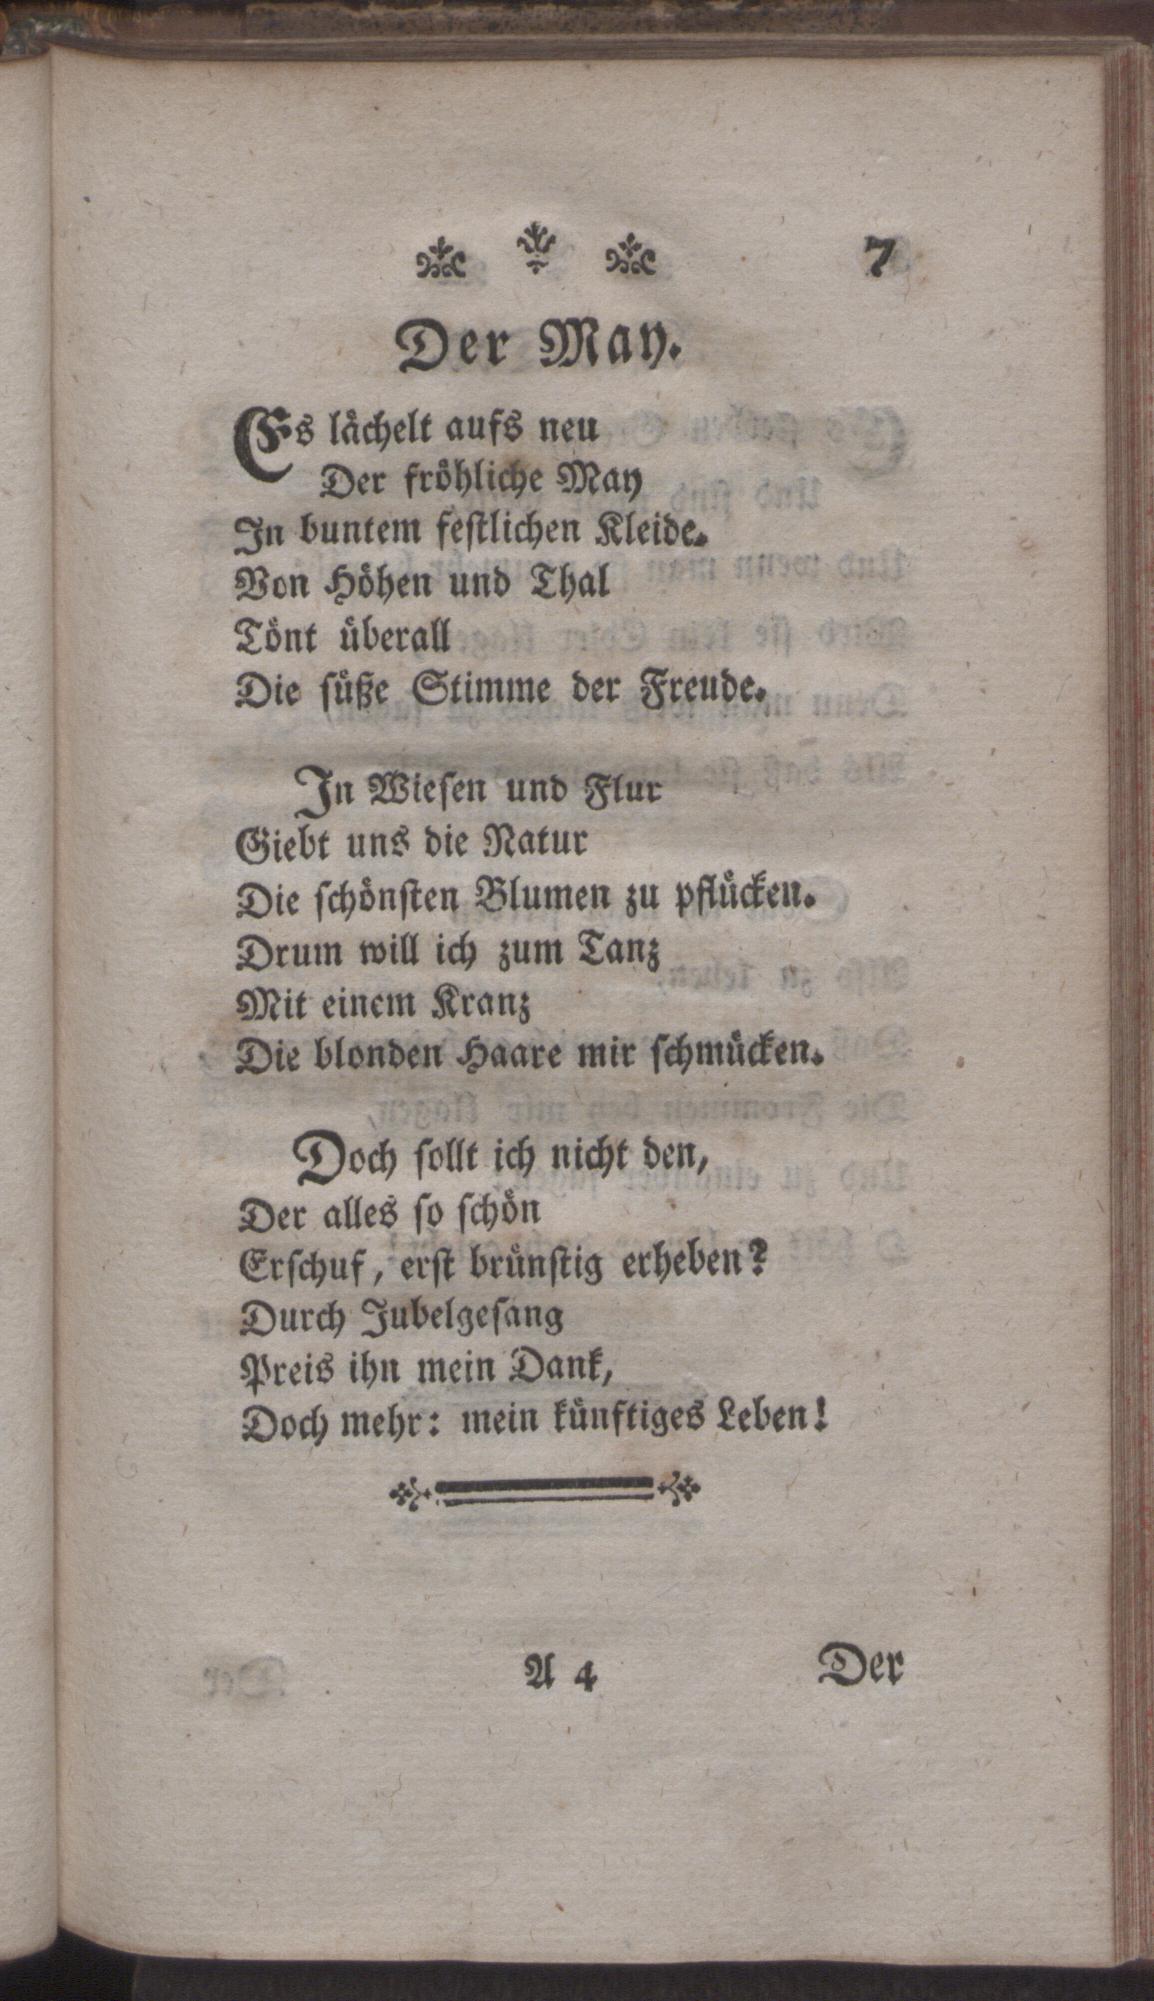 7
Der May.
Es lächelt aufs neu
Der fröhliche May
In buntem feſtlichen Kleide.
Von Höhen und Thal
Tönt überall
Die ſüße Stimme der Freude.
In Wieſen und Flur
Giebt uns die Natur
Die ſchönſten Blumen zu pflücken.
Drum will ich zum Tanz
Mit einem Kranz
Die blonden Haare mir ſchmücken.
Doch ſollt ich nicht den,
Der alles ſo ſchön
Erſchuf, erſt brünſtig erheben?
Durch Jubelgeſang
Preis ihn mein Dank,
Doch mehr: mein künftiges Leben!
A 4 Der